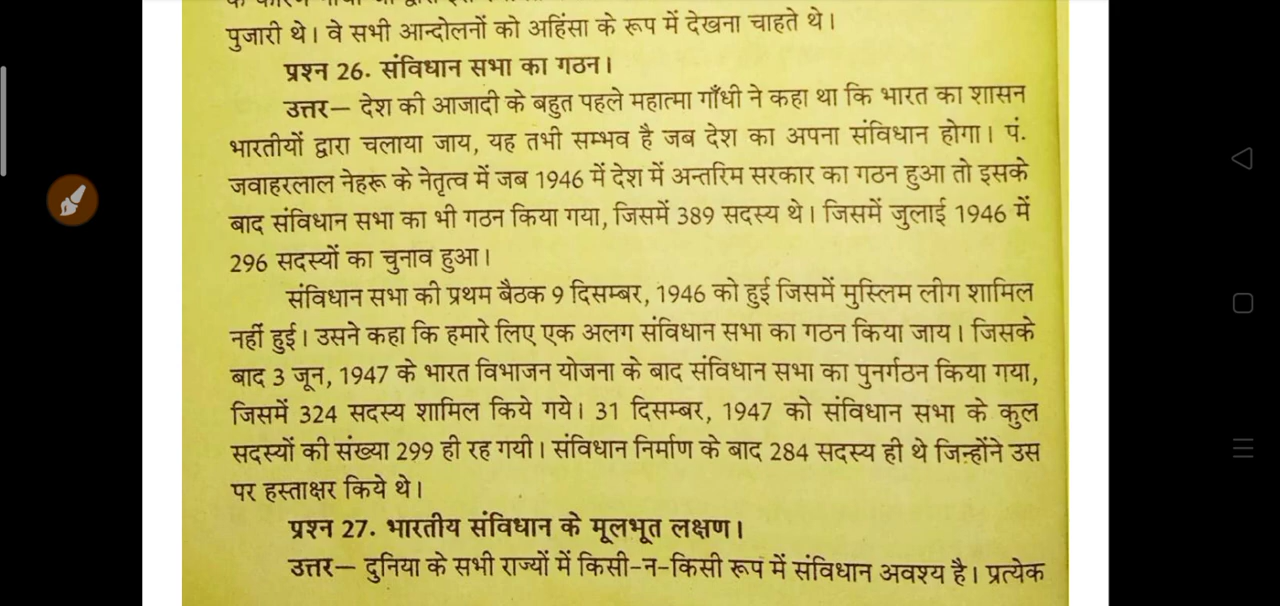 पुजारी थे। वे सभी आन्दोलनों को अहिंसा के रूप में देखना चाहते थे।
प्रश्न 26. संविधान सभा का गठन।
उत्तर— देश की आजादी के बहुत पहले महात्मा गाँधी ने कहा था कि भारत का शासन
भारतीयों द्वारा चलाया जाय, यह तभी सम्भव है जब देश का अपना संविधान होगा। पं.
जवाहरलाल नेहरू के नेतृत्व में जब 1946 में देश में अन्तरिम सरकार का गठन हुआ तो इसके
बाद संविधान सभा का भी गठन किया गया, जिसमें 389 सदस्य थे। जिसमें जुलाई 1946 में
296 सदस्यों का चुनाव हुआ।
संविधान सभा की प्रथम बैठक 9 दिसम्बर, 1946 को हुई जिसमें मुस्लिम लीग शामिल
नहीं हुई। उसने कहा कि हमारे लिए एक अलग संविधान सभा का गठन किया जाय। जिसके
बाद 3 जून, 1947 के भारत विभाजन योजना के बाद संविधान सभा का पुनर्गठन किया गया,
जिसमें 324 सदस्य शामिल किये गये। 31 दिसम्बर, 1947 को संविधान सभा के कुल
सदस्यों की संख्या 299 ही रह गयी। संविधान निर्माण के बाद 284 सदस्य ही थे जिन्होंने उस
पर हस्ताक्षर किये थे।
प्रश्न 27. भारतीय संविधान के मूलभूत लक्षण।
उत्तर— दुनिया के सभी राज्यों में किसी-न-किसी रूप में संविधान अवश्य है। प्रत्येक